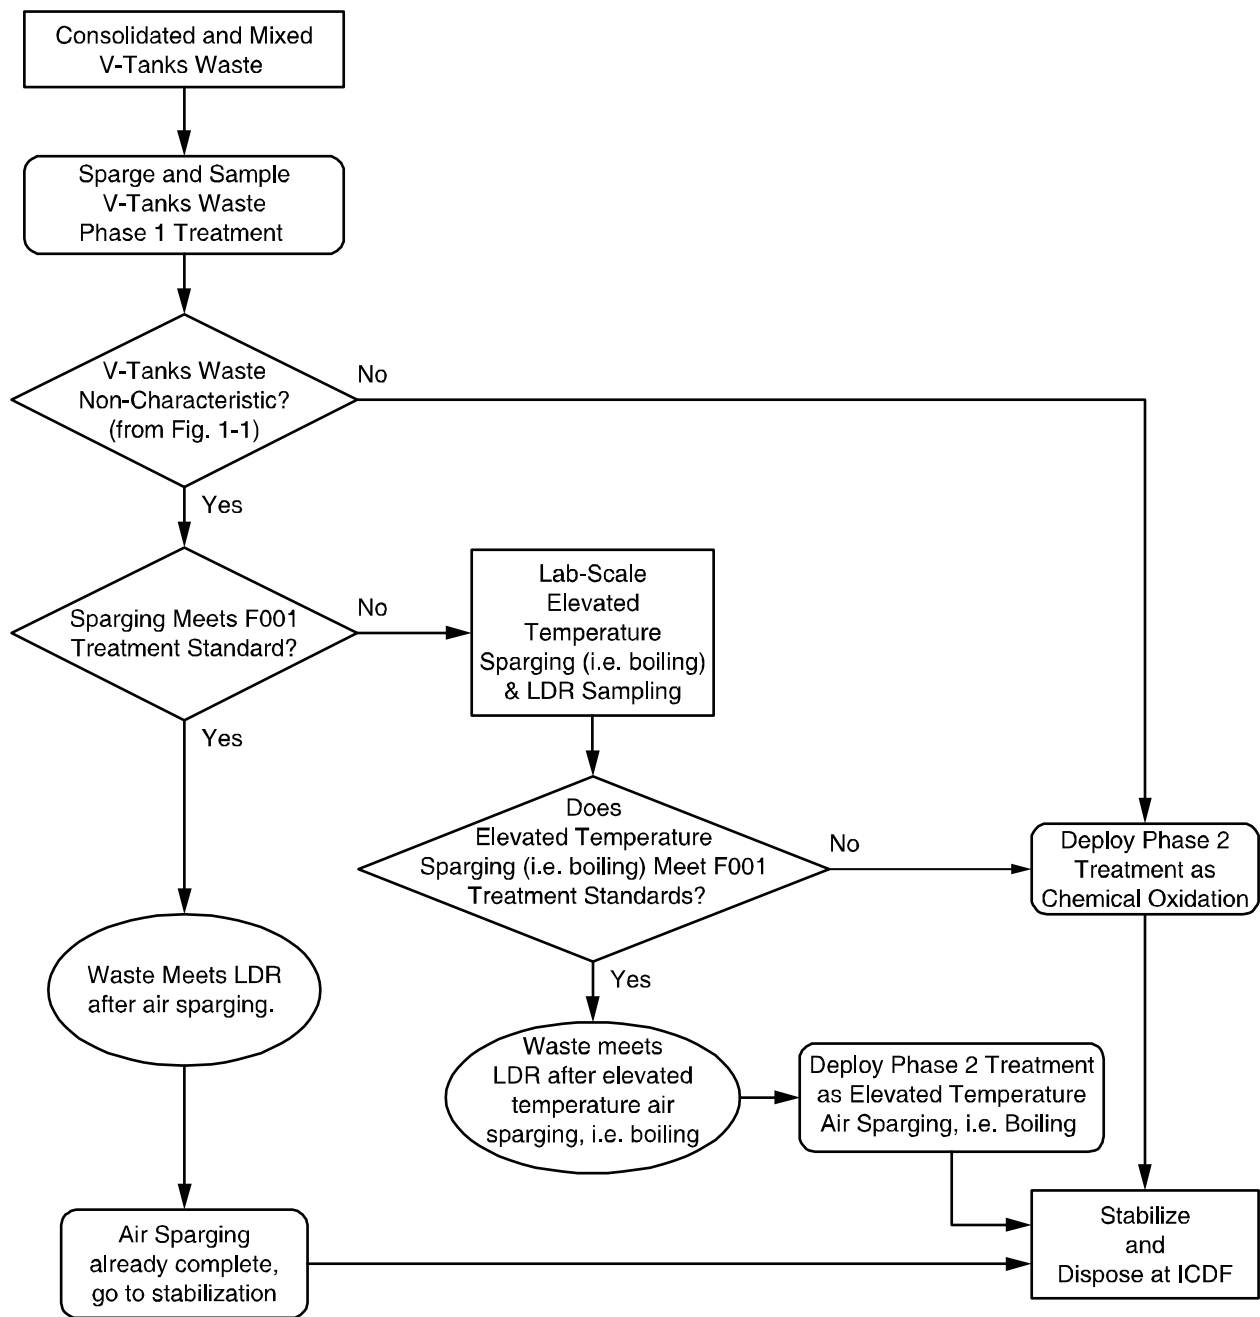 Consolidated and Mixed
V-Tanks Waste
Sparge and Sample
V-Tanks Waste
Phase 1 Treatment
V-Tanks Waste
Non-Characteristic?
(from Fig. 1-1)
No
Yes
Sparging Meets F001
Treatment Standard?
No
Yes
Lab-Scale
Elevated
Temperature
Sparging (i.e. boiling)
& LDR Sampling
Does
Elevated Temperature
Sparging (i.e. boiling) Meet F001
Treatment Standards?
No
Yes
Deploy Phase 2
Treatment as
Chemical Oxidation
Waste Meets LDR
after air sparging.
Waste meets
LDR after elevated
temperature air
sparging, i.e. boiling
Deploy Phase 2 Treatment
as Elevated Temperature
Air Sparging, i.e. Boiling
Air Sparging
already complete,
go to stabilization
Stabilize
and
Dispose at ICDF